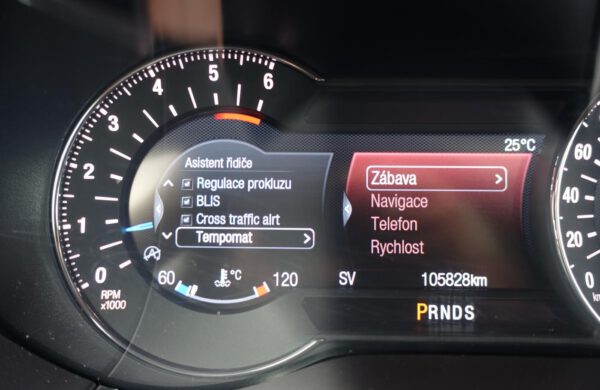 0
1
2
3
4
5
6
RPM
x1000
Asistent řidiče
Regulace prokluzu
BLIS
Cross traffic alrt
Tempomat >
60 °C 120
25°C
Zábava >
Navigace
Telefon
Rychlost
SV 105828km
PRNDS
60
40
20
0